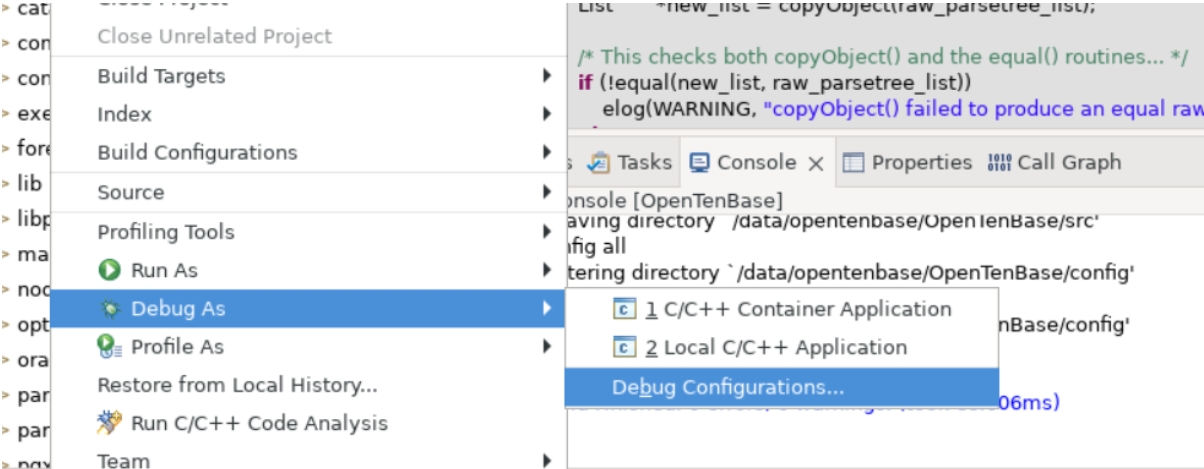 cat
con
con
exe
fore
lib
libp
ma
nod
opt
ora
par
par
Close Project
Close Unrelated Project
Build Targets
Index
Build Configurations
Source
Profiling Tools
Run As
Debug As
Profile As
Restore from Local History...
Run C/C++ Code Analysis
Team
1 C/C++ Container Application
2 Local C/C++ Application
Debug Configurations...
List *new_list = copyObject(raw_parsetree_list);
/* This checks both copyObject() and the equal() routines... */
if (!equal(new_list, raw_parsetree_list))
elog(WARNING, "copyObject() failed to produce an equal raw
s Tasks Console Properties Call Graph
onsole [OpenTenBase]
aving directory `/data/opentenbase/OpenTenBase/src'
nfig all
tering directory `/data/opentenbase/OpenTenBase/config'
nBase/config'
06ms)